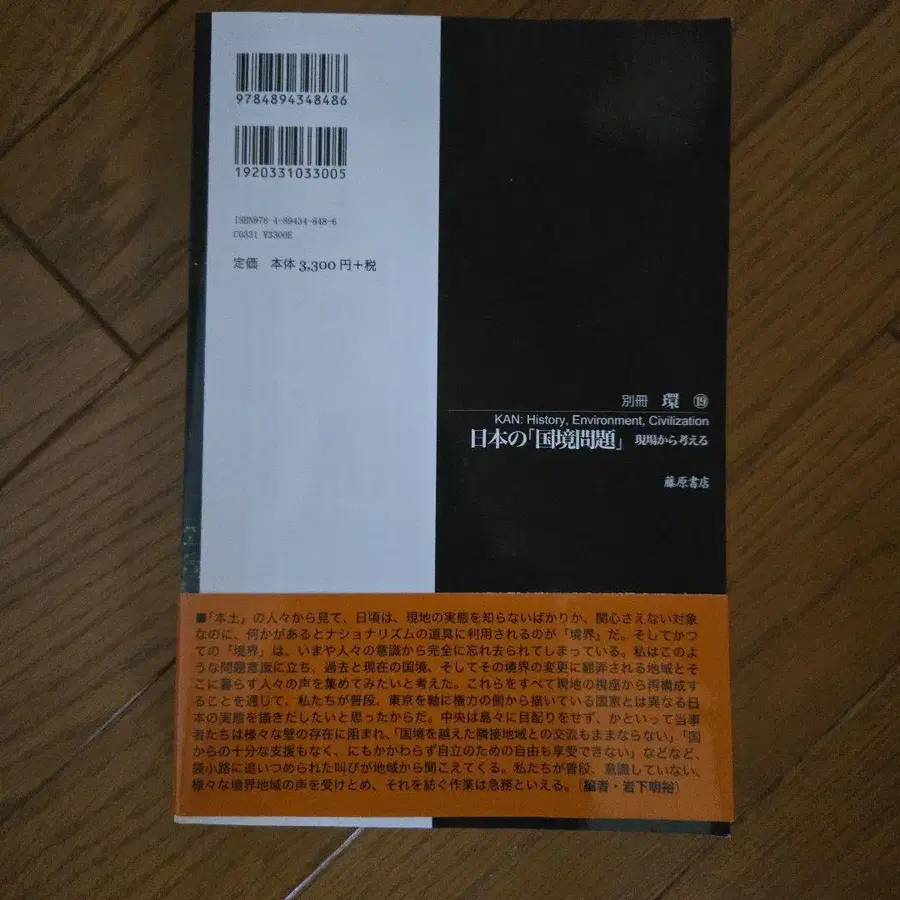 9784894348486
1920331033005
ISBN978-4-89434-848-6
C0331 ¥3300E
定価 本体3,300円+税
別冊 環 ⑲
KAN: History, Environment, Civilization
日本の「国境問題」 現場から考える
藤原書店
■「本土」の人々から見て、日頃は、現地の実態を知らないばかりか、関心さえない対象
なのに、何かがあるとナショナリズムの道具に利用されるのが「境界」だ。そしてかつ
ての「境界」は、いまや人々の意識から完全に忘れ去られてしまっている。私はこのよ
うな問題意識に立ち、過去と現在の国境、そしてその境界の変更に翻弄される地域とそ
こに暮らす人々の声を集めてみたいと考えた。これらをすべて現地の視座から再構成す
ることを通じて、私たちが普段、東京を軸に権力の側から描いている国家とは異なる日
本の実態を描きだしたいと思ったからだ。中央は島々に目配りをせず、かといって当事
者たちは様々な壁の存在に阻まれ、「国境を越えた隣接地域との交流もままならない」、「国
からの十分な支援もなく、にもかかわらず自立のための自由も享受できない」などなど、
袋小路に追いつめられた叫びが地域から聞こえてくる。私たちが普段、意識していない、
様々な境界地域の声を受けとめ、それを紡ぐ作業は急務といえる。（編者・岩下明裕）